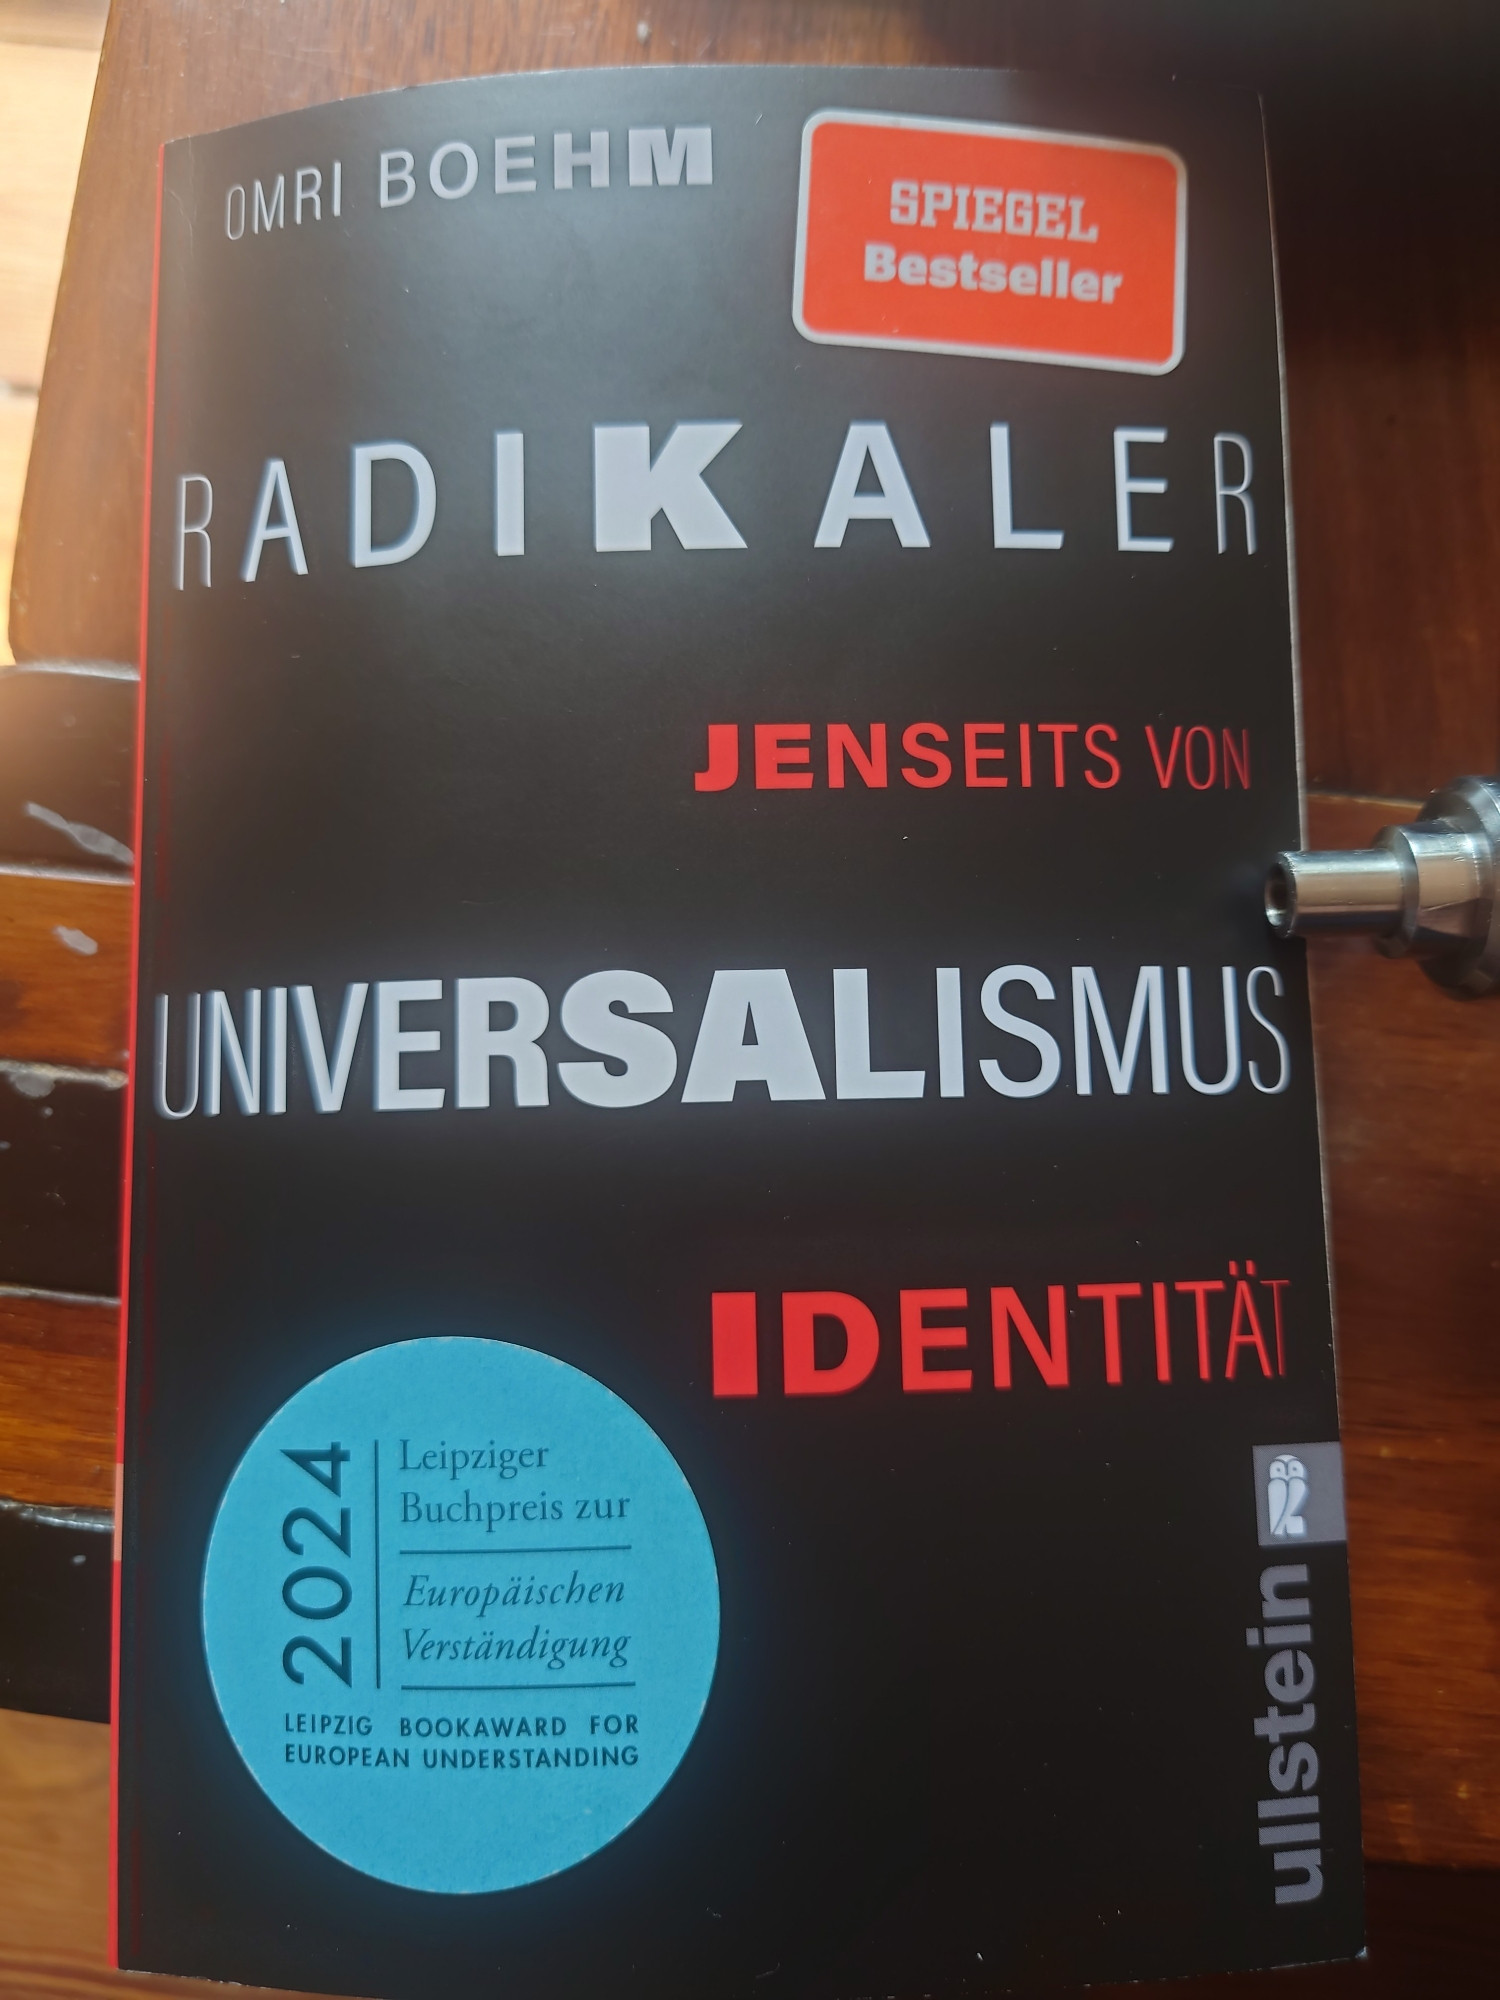 OMRI BOEHM
SPIEGEL
Bestseller
RADIKALER
JENSEITS VON
UNIVERSALISMUS
IDENTITÄT
2024
Leipziger
Buchpreis zur
Europäischen
Verständigung
LEIPZIG BOOKAWARD FOR
EUROPEAN UNDERSTANDING
ullstein